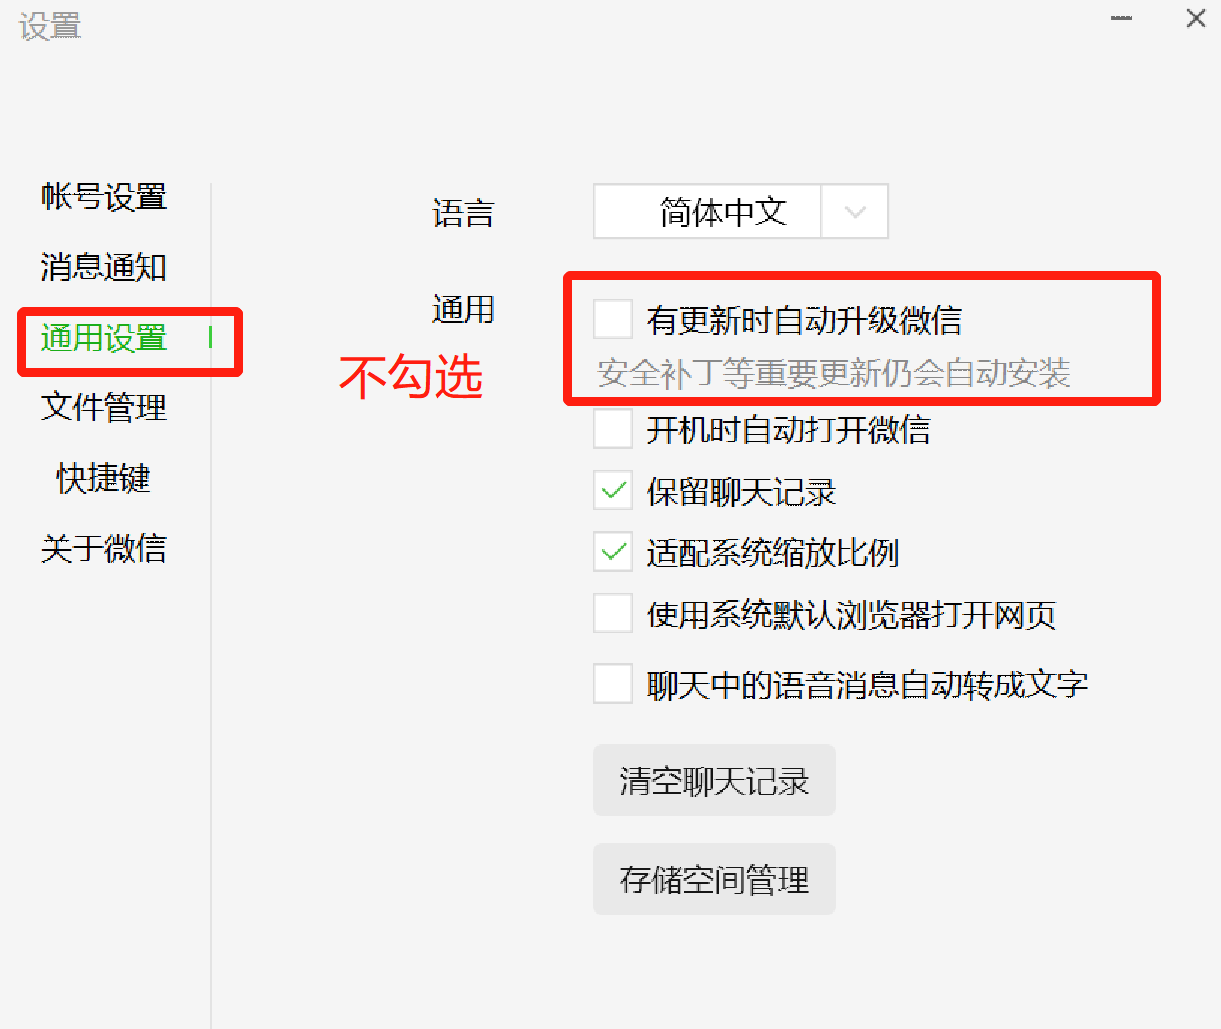 设置
帐号设置
消息通知
通用设置
文件管理
快捷键
关于微信
语言
简体中文
通用
不勾选
有更新时自动升级微信
安全补丁等重要更新仍会自动安装
开机时自动打开微信
保留聊天记录
适配系统缩放比例
使用系统默认浏览器打开网页
聊天中的语音消息自动转成文字
清空聊天记录
存储空间管理